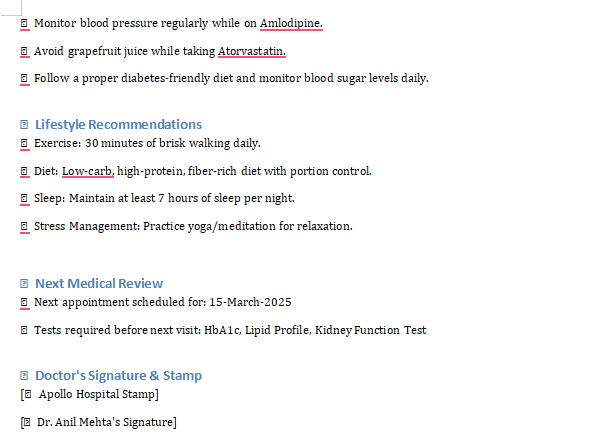 Monitor blood pressure regularly while on Amlodipine.
Avoid grapefruit juice while taking Atorvastatin.
Follow a proper diabetes-friendly diet and monitor blood sugar levels daily.
Lifestyle Recommendations
Exercise: 30 minutes of brisk walking daily.
Diet: Low-carb, high-protein, fiber-rich diet with portion control.
Sleep: Maintain at least 7 hours of sleep per night.
Stress Management: Practice yoga/meditation for relaxation.
Next Medical Review
Next appointment scheduled for: 15-March-2025
Tests required before next visit: HbA1c, Lipid Profile, Kidney Function Test
Doctor's Signature & Stamp
[ Apollo Hospital Stamp]
[ Dr. Anil Mehta's Signature]